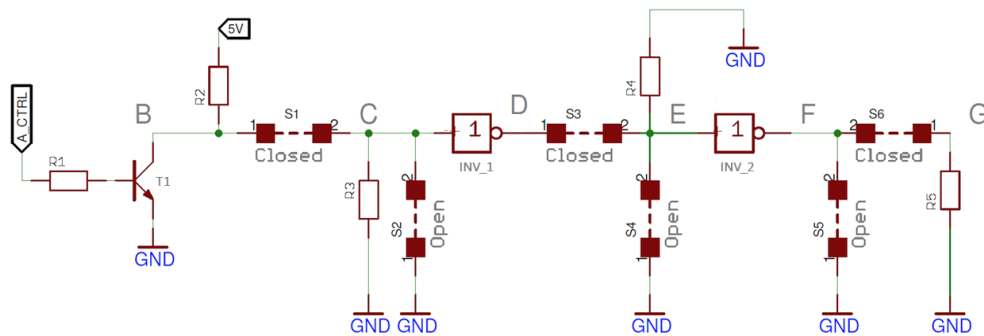 5V
GND
A_CTRL
R1
B
T1
GND
R2
1
S1
2
Closed
C
R3
GND
2
S2
1
Open
GND
1
INV_1
D
1
S3
2
Closed
R4
E
2
S4
1
Open
GND
1
INV_2
F
2
S5
1
Open
GND
2
S6
1
Closed
G
R5
GND